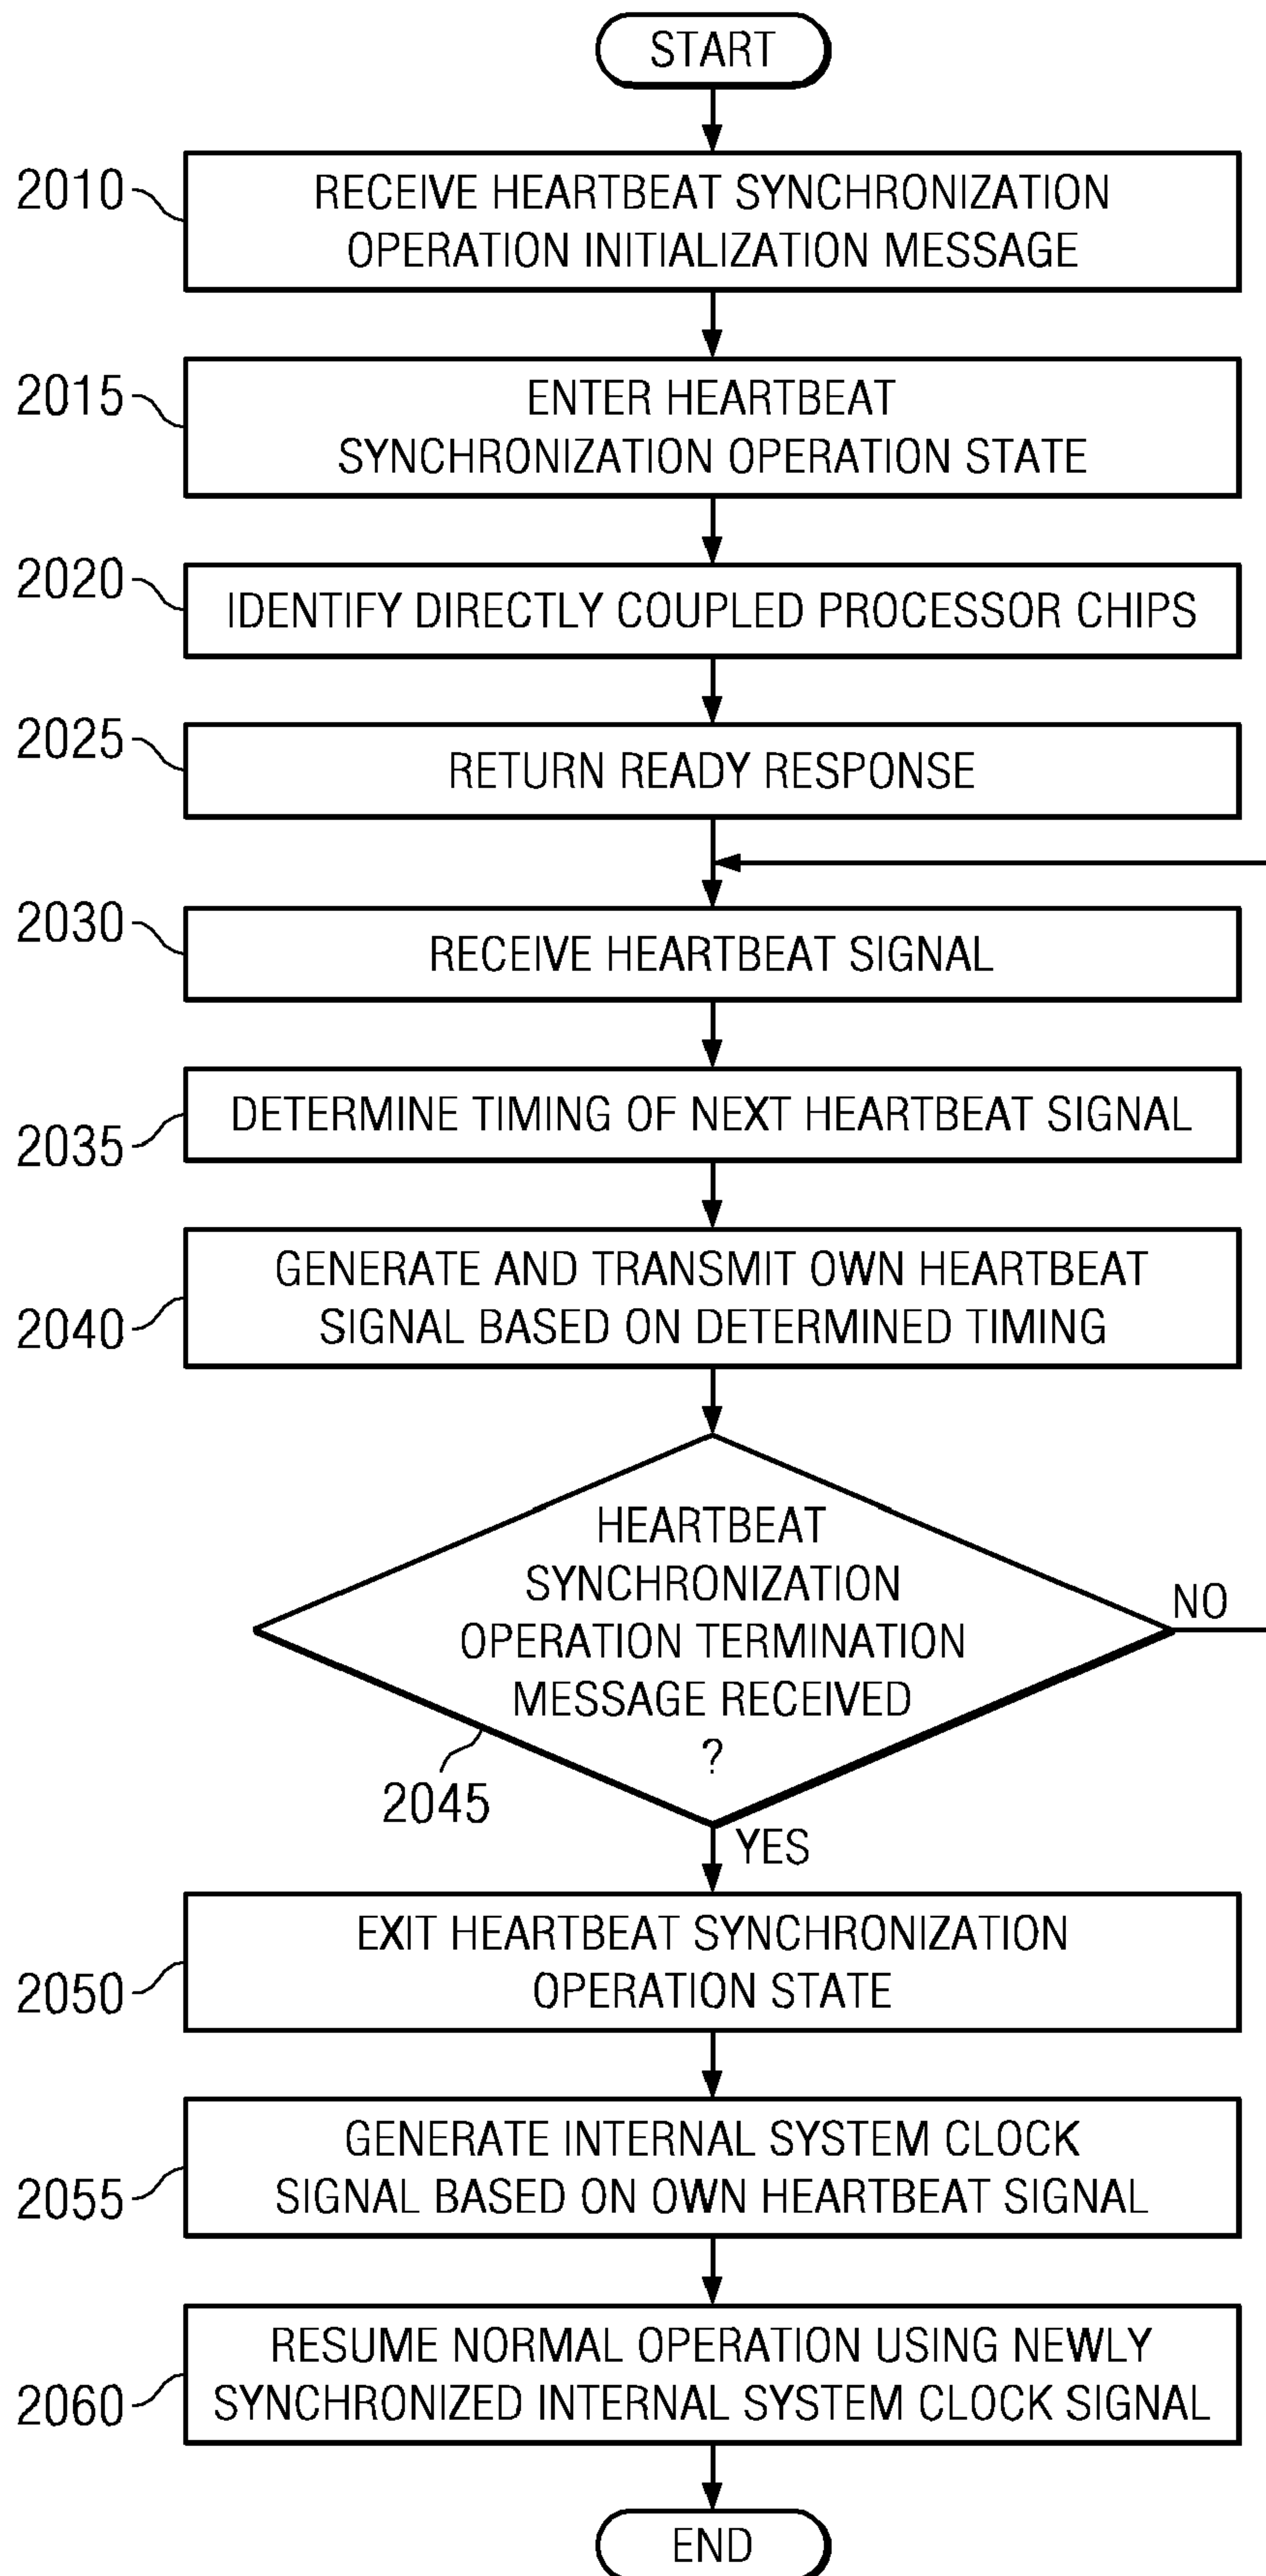 START
2010
RECEIVE HEARTBEAT SYNCHRONIZATION
OPERATION INITIALIZATION MESSAGE
2015
ENTER HEARTBEAT
SYNCHRONIZATION OPERATION STATE
2020
IDENTIFY DIRECTLY COUPLED PROCESSOR CHIPS
2025
RETURN READY RESPONSE
2030
RECEIVE HEARTBEAT SIGNAL
2035
DETERMINE TIMING OF NEXT HEARTBEAT SIGNAL
2040
GENERATE AND TRANSMIT OWN HEARTBEAT
SIGNAL BASED ON DETERMINED TIMING
HEARTBEAT
SYNCHRONIZATION
OPERATION TERMINATION
MESSAGE RECEIVED
?
NO
2045
YES
2050
EXIT HEARTBEAT SYNCHRONIZATION
OPERATION STATE
2055
GENERATE INTERNAL SYSTEM CLOCK
SIGNAL BASED ON OWN HEARTBEAT SIGNAL
2060
RESUME NORMAL OPERATION USING NEWLY
SYNCHRONIZED INTERNAL SYSTEM CLOCK SIGNAL
END